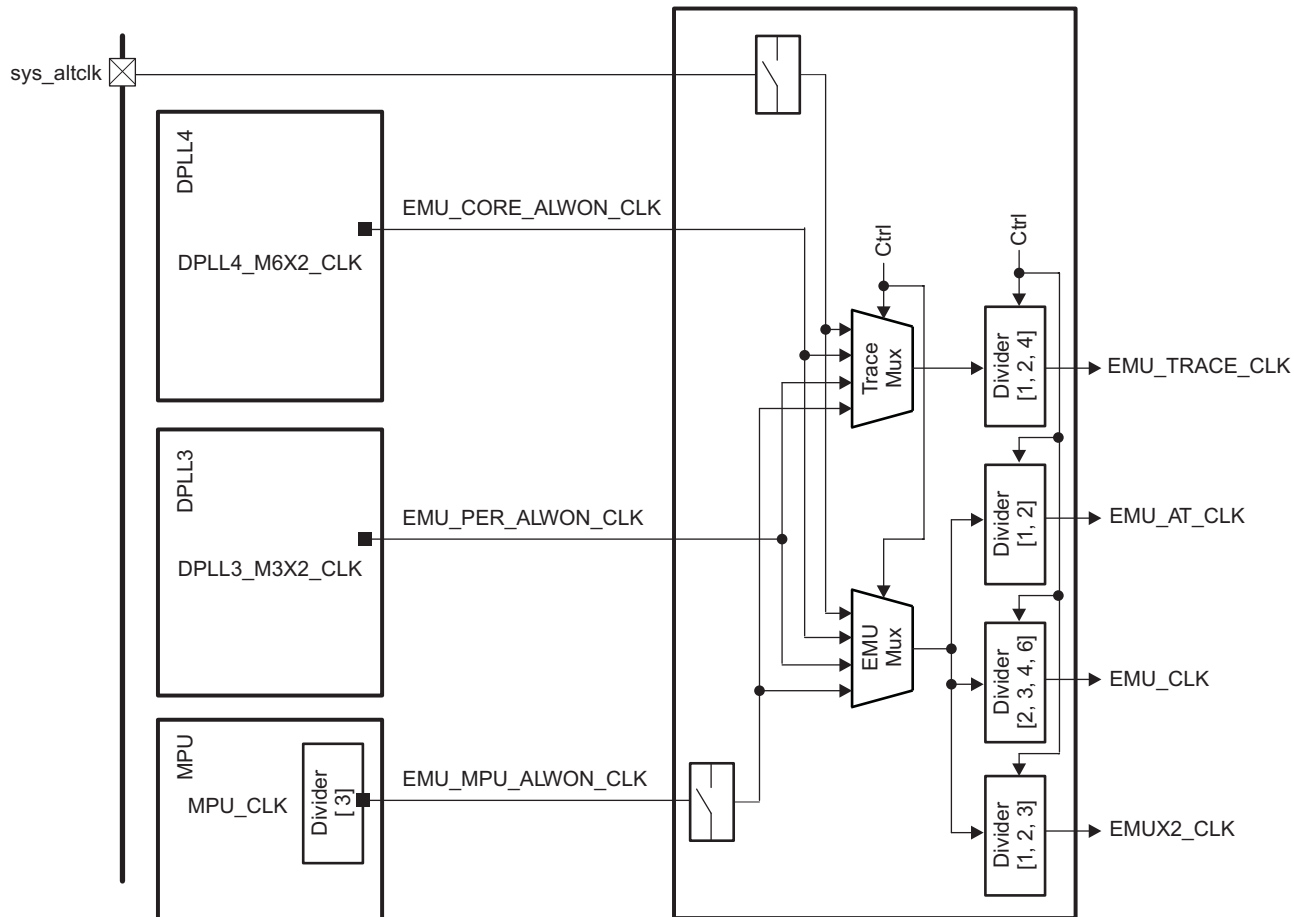 sys_altclk
DPLL4
EMU_CORE_ALWON_CLK
DPLL4_M6X2_CLK
Ctrl
Ctrl
Trace
Mux
Divider
[1, 2, 4]
EMU_TRACE_CLK
DPLL3
EMU_PER_ALWON_CLK
DPLL3_M3X2_CLK
Divider
[1, 2]
EMU_AT_CLK
EMU
Mux
Divider
[2, 3, 4, 6]
EMU_CLK
MPU
EMU_MPU_ALWON_CLK
MPU_CLK
Divider
[ 3]
Divider
[1, 2, 3]
EMUX2_CLK